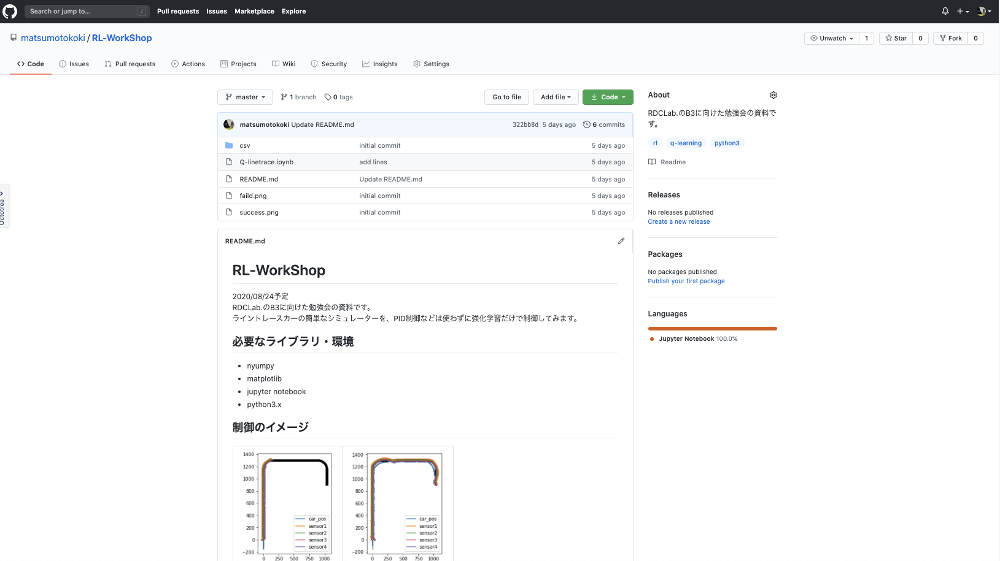 Search or jump to...
/
Pull requests Issues Marketplace Explore
matsumotokoki / RL-WorkShop
Unwatch 1 Star 0 Fork 0
Code Issues Pull requests Actions Projects Wiki Security Insights Settings
master 1 branch 0 tags Go to file Add file Code
matsumotokoki Update README.md 322bb8d 5 days ago 6 commits
csv initial commit 5 days ago
Q-linetrace.ipynb add lines 5 days ago
README.md Update README.md 5 days ago
faild.png initial commit 5 days ago
success.png initial commit 5 days ago
README.md
RL-WorkShop
2020/08/24予定
RDCLab.のB3に向けた勉強会の資料です。
ライントレースカーの簡単なシミュレーターを、PID制御などは使わずに強化学習だけで制御してみます。
必要なライブラリ・環境
nyumpy
matplotlib
jupyter notebook
python3.x
制御のイメージ
1400
1200
1000
800
600
400
200
0
−200
0 250 500 750 1000
car_pos
sensor1
sensor2
sensor3
sensor4
1400
1200
1000
800
600
400
200
0
−200
0 250 500 750 1000
car_pos
sensor1
sensor2
sensor3
sensor4
About
RDCLab.のB3に向けた勉強会の資料で
す。
rl q-learning python3
Readme
Releases
No releases published
Create a new release
Packages
No packages published
Publish your first package
Languages
Jupyter Notebook 100.0%
Octotree